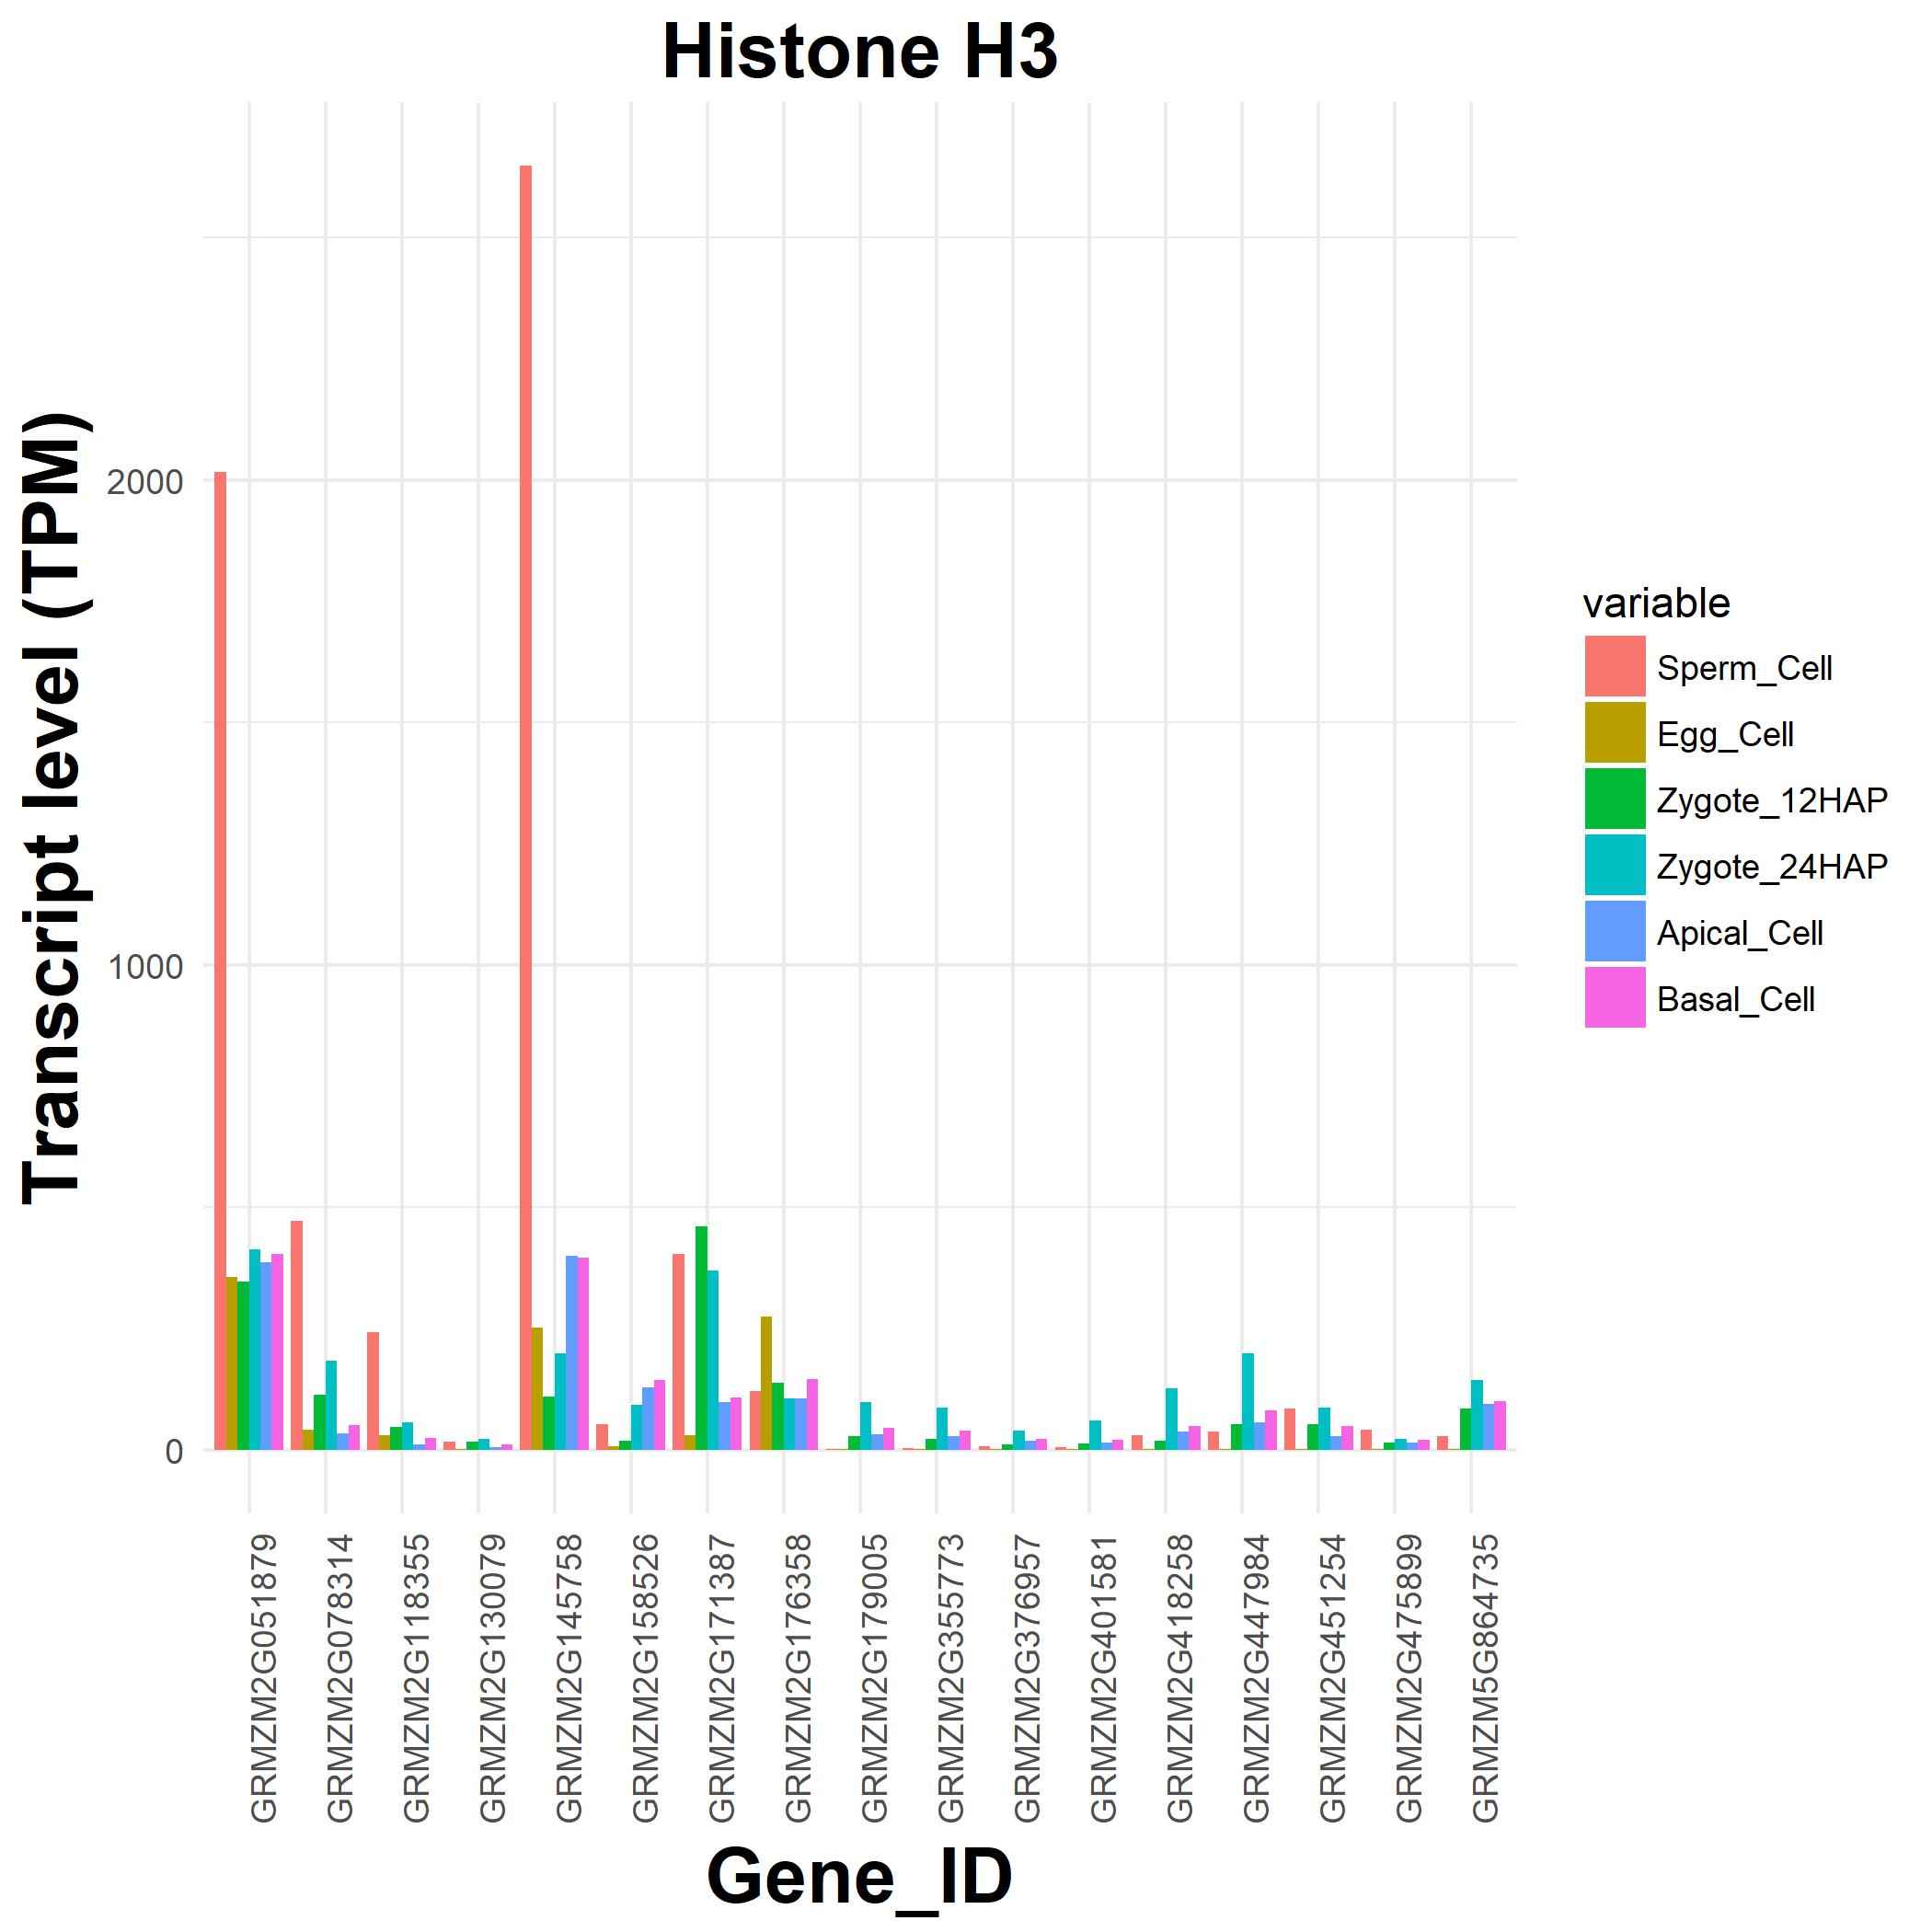 Histone H3
Transcript level (TPM)
2000
1000
0
GRMZM2G051879
GRMZM2G078314
GRMZM2G118355
GRMZM2G130079
GRMZM2G145758
GRMZM2G158526
GRMZM2G171387
GRMZM2G176358
GRMZM2G179005
GRMZM2G355773
GRMZM2G376957
GRMZM2G401581
GRMZM2G418258
GRMZM2G447984
GRMZM2G451254
GRMZM2G475899
GRMZM5G864735
Gene_ID
variable
Sperm_Cell
Egg_Cell
Zygote_12HAP
Zygote_24HAP
Apical_Cell
Basal_Cell